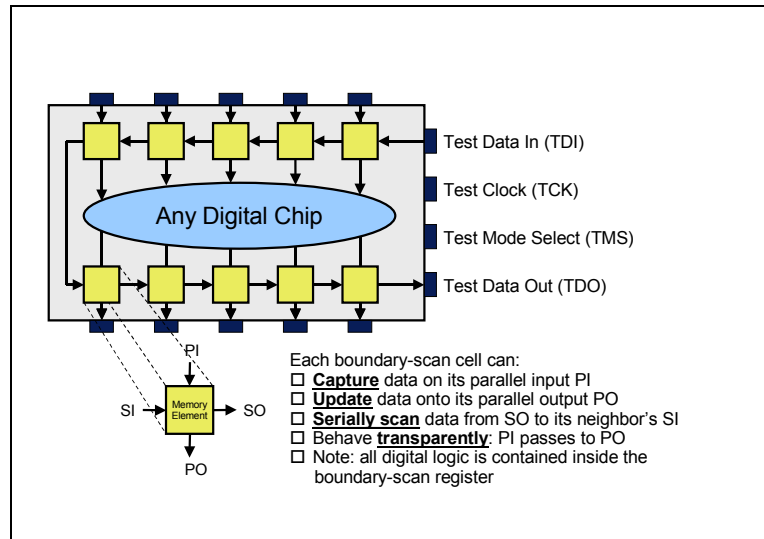 Test Data In (TDI)
Test Clock (TCK)
Any Digital Chip
Test Mode Select (TMS)
Test Data Out (TDO)
PI
Each boundary-scan cell can:
☐ Capture data on its parallel input PI
☐ Update data onto its parallel output PO
Memory
Element
SI
SO
☐ Serially scan data from SO to its neighbor's SI
☐ Behave transparently: PI passes to PO
PO
☐ Note: all digital logic is contained inside the
boundary-scan register